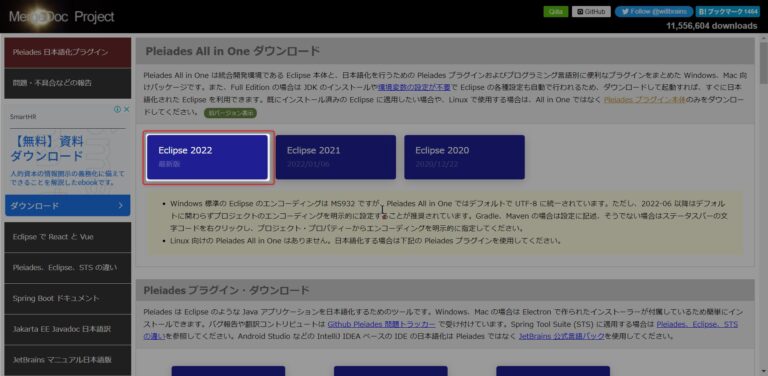 MergeDoc Project
Qiita
GitHub
Follow @wdbrains
B! ブックマーク 1464
11,556,604 downloads
Pleiades 日本語化プラグイン
問題・不具合などの報告
SmartHR
【無料】資料
ダウンロード
人的資本の情報開示の義務化に備えて
できることを解説したebookです。
ダウンロード
Eclipse で React と Vue
Pleiades、Eclipse、STS の違い
Spring Boot ドキュメント
Jakarta EE Javadoc 日本語訳
JetBrains マニュアル日本語版
Pleiades All in One ダウンロード
Pleiades All in One は統合開発環境である Eclipse 本体と、日本語化を行うための Pleiades プラグインおよびプログラミング言語別に便利なプラグインをまとめた Windows、Mac 向
けパッケージです。また、Full Edition の場合は JDK のインストールや環境変数の設定が不要で Eclipse の各種設定も自動で行われるため、ダウンロードして起動すれば、すぐに日本
語化された Eclipse を利用できます。既にインストール済みの Eclipse に適用したい場合や、Linux で使用する場合は、All in One ではなく Pleiades プラグイン本体のみをダウンロ
ードしてください。 旧バージョン表示
Eclipse 2022
最新版
Eclipse 2021
2022/01/06
Eclipse 2020
2020/12/22
Windows 標準の Eclipse のエンコーディングは MS932 ですが、Pleiades All in One ではデフォルトで UTF-8 に統一されています。ただし、2022-06 以降はデフォル
トに関わらずプロジェクトのエンコーディングを明示的に設定することが推奨されています。Gradle、Maven の場合は設定に記述、そうでない場合はステータスバーの文
字コードを右クリックし、プロジェクト・プロパティーからエンコーディングを明示的に指定してください。
Linux 向けの Pleiades All in One はありません。日本語化する場合は下記の Pleiades プラグインを使用してください。
Pleiades プラグイン・ダウンロード
Pleiades は Eclipse のような Java アプリケーションを日本語化するためのツールです。Windows、Mac の場合は Electron で作られたインストーラーが付属しているため簡単にイン
ストールできます。バグ報告や翻訳コントリビュートは Github Pleiades 問題トラッカー で受け付けています。Spring Tool Suite (STS) に適用する場合は Pleiades、Eclipse、STS
の違いを参照してください。Android Studio などの IntelliJ IDEA ベースの IDE の日本語化は Pleiades ではなく JetBrains 公式言語パックを使用してください。